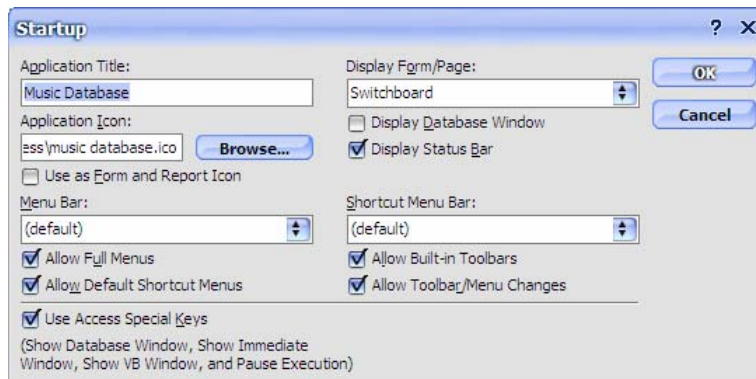 Startup
Application Title:
Display Form/Page:
OK
Music Database
Switchboard
Application Icon:
Display Database Window
Cancel
ess\music database.ico
Browse...
Display Status Bar
Use as Form and Report Icon
Menu Bar:
Shortcut Menu Bar:
(default)
(default)
Allow Full Menus
Allow Built-in Toolbars
Allow Default Shortcut Menus
Allow Toolbar/Menu Changes
Use Access Special Keys
(Show Database Window, Show Immediate
Window, Show VB Window, and Pause Execution)